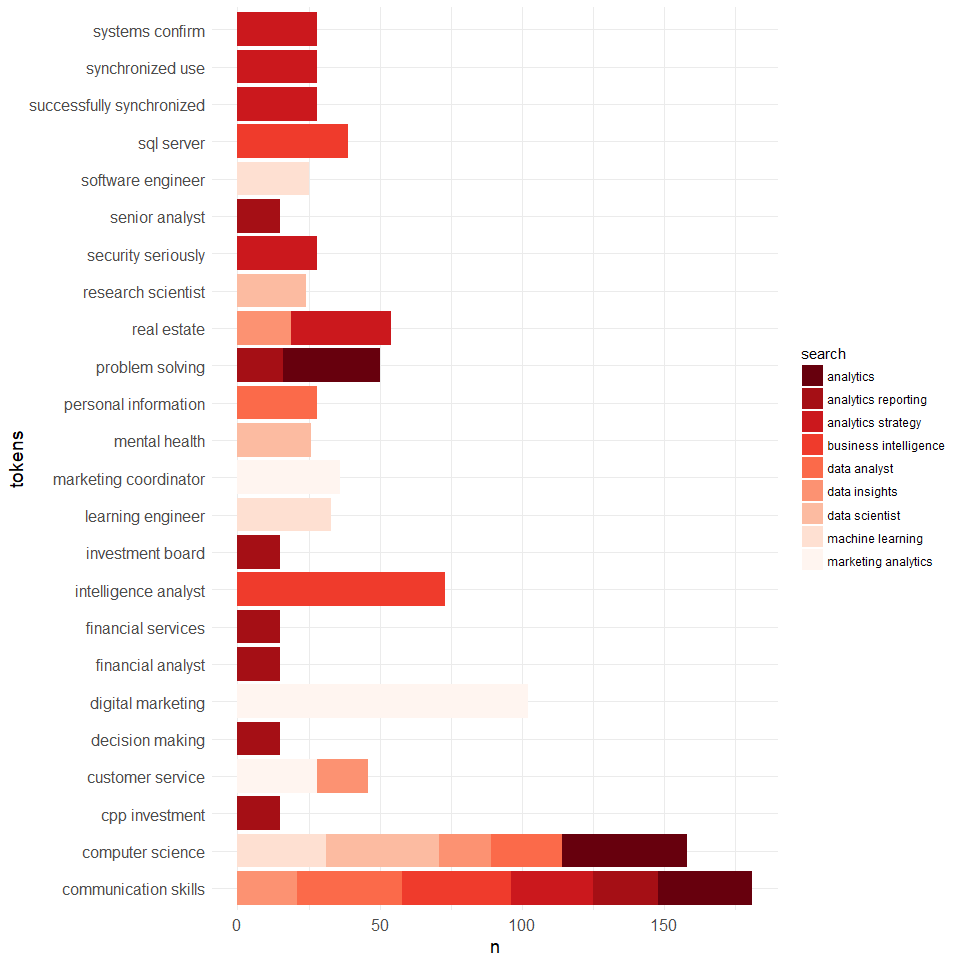 systems confirm
synchronized use
successfully synchronized
sql server
software engineer
senior analyst
security seriously
research scientist
real estate
problem solving
personal information
mental health
marketing coordinator
learning engineer
investment board
intelligence analyst
financial services
financial analyst
digital marketing
decision making
customer service
cpp investment
computer science
communication skills
tokens
0 50 100 150
n
search
analytics
analytics reporting
analytics strategy
business intelligence
data analyst
data insights
data scientist
machine learning
marketing analytics